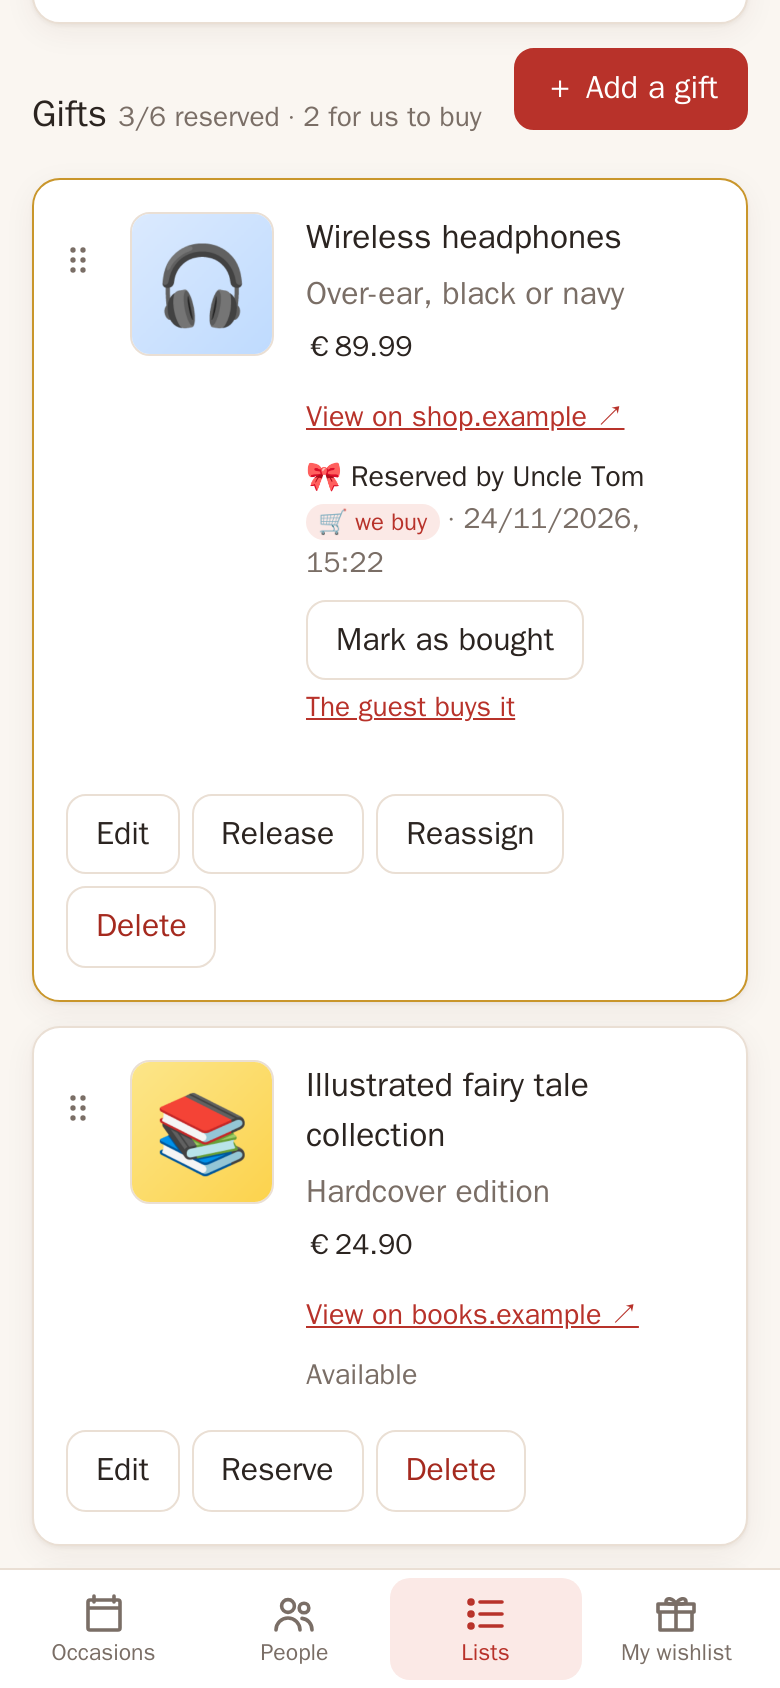 Gifts 3/6 reserved · 2 for us to buy
+ Add a gift
Wireless headphones
Over-ear, black or navy
€ 89.99
View on shop.example ↗
🎀 Reserved by Uncle Tom
🛒 we buy · 24/11/2026,
15:22
Mark as bought
The guest buys it
Edit Release Reassign
Delete
Illustrated fairy tale
collection
Hardcover edition
€ 24.90
View on books.example ↗
Available
Edit Reserve Delete
Occasions People Lists My wishlist